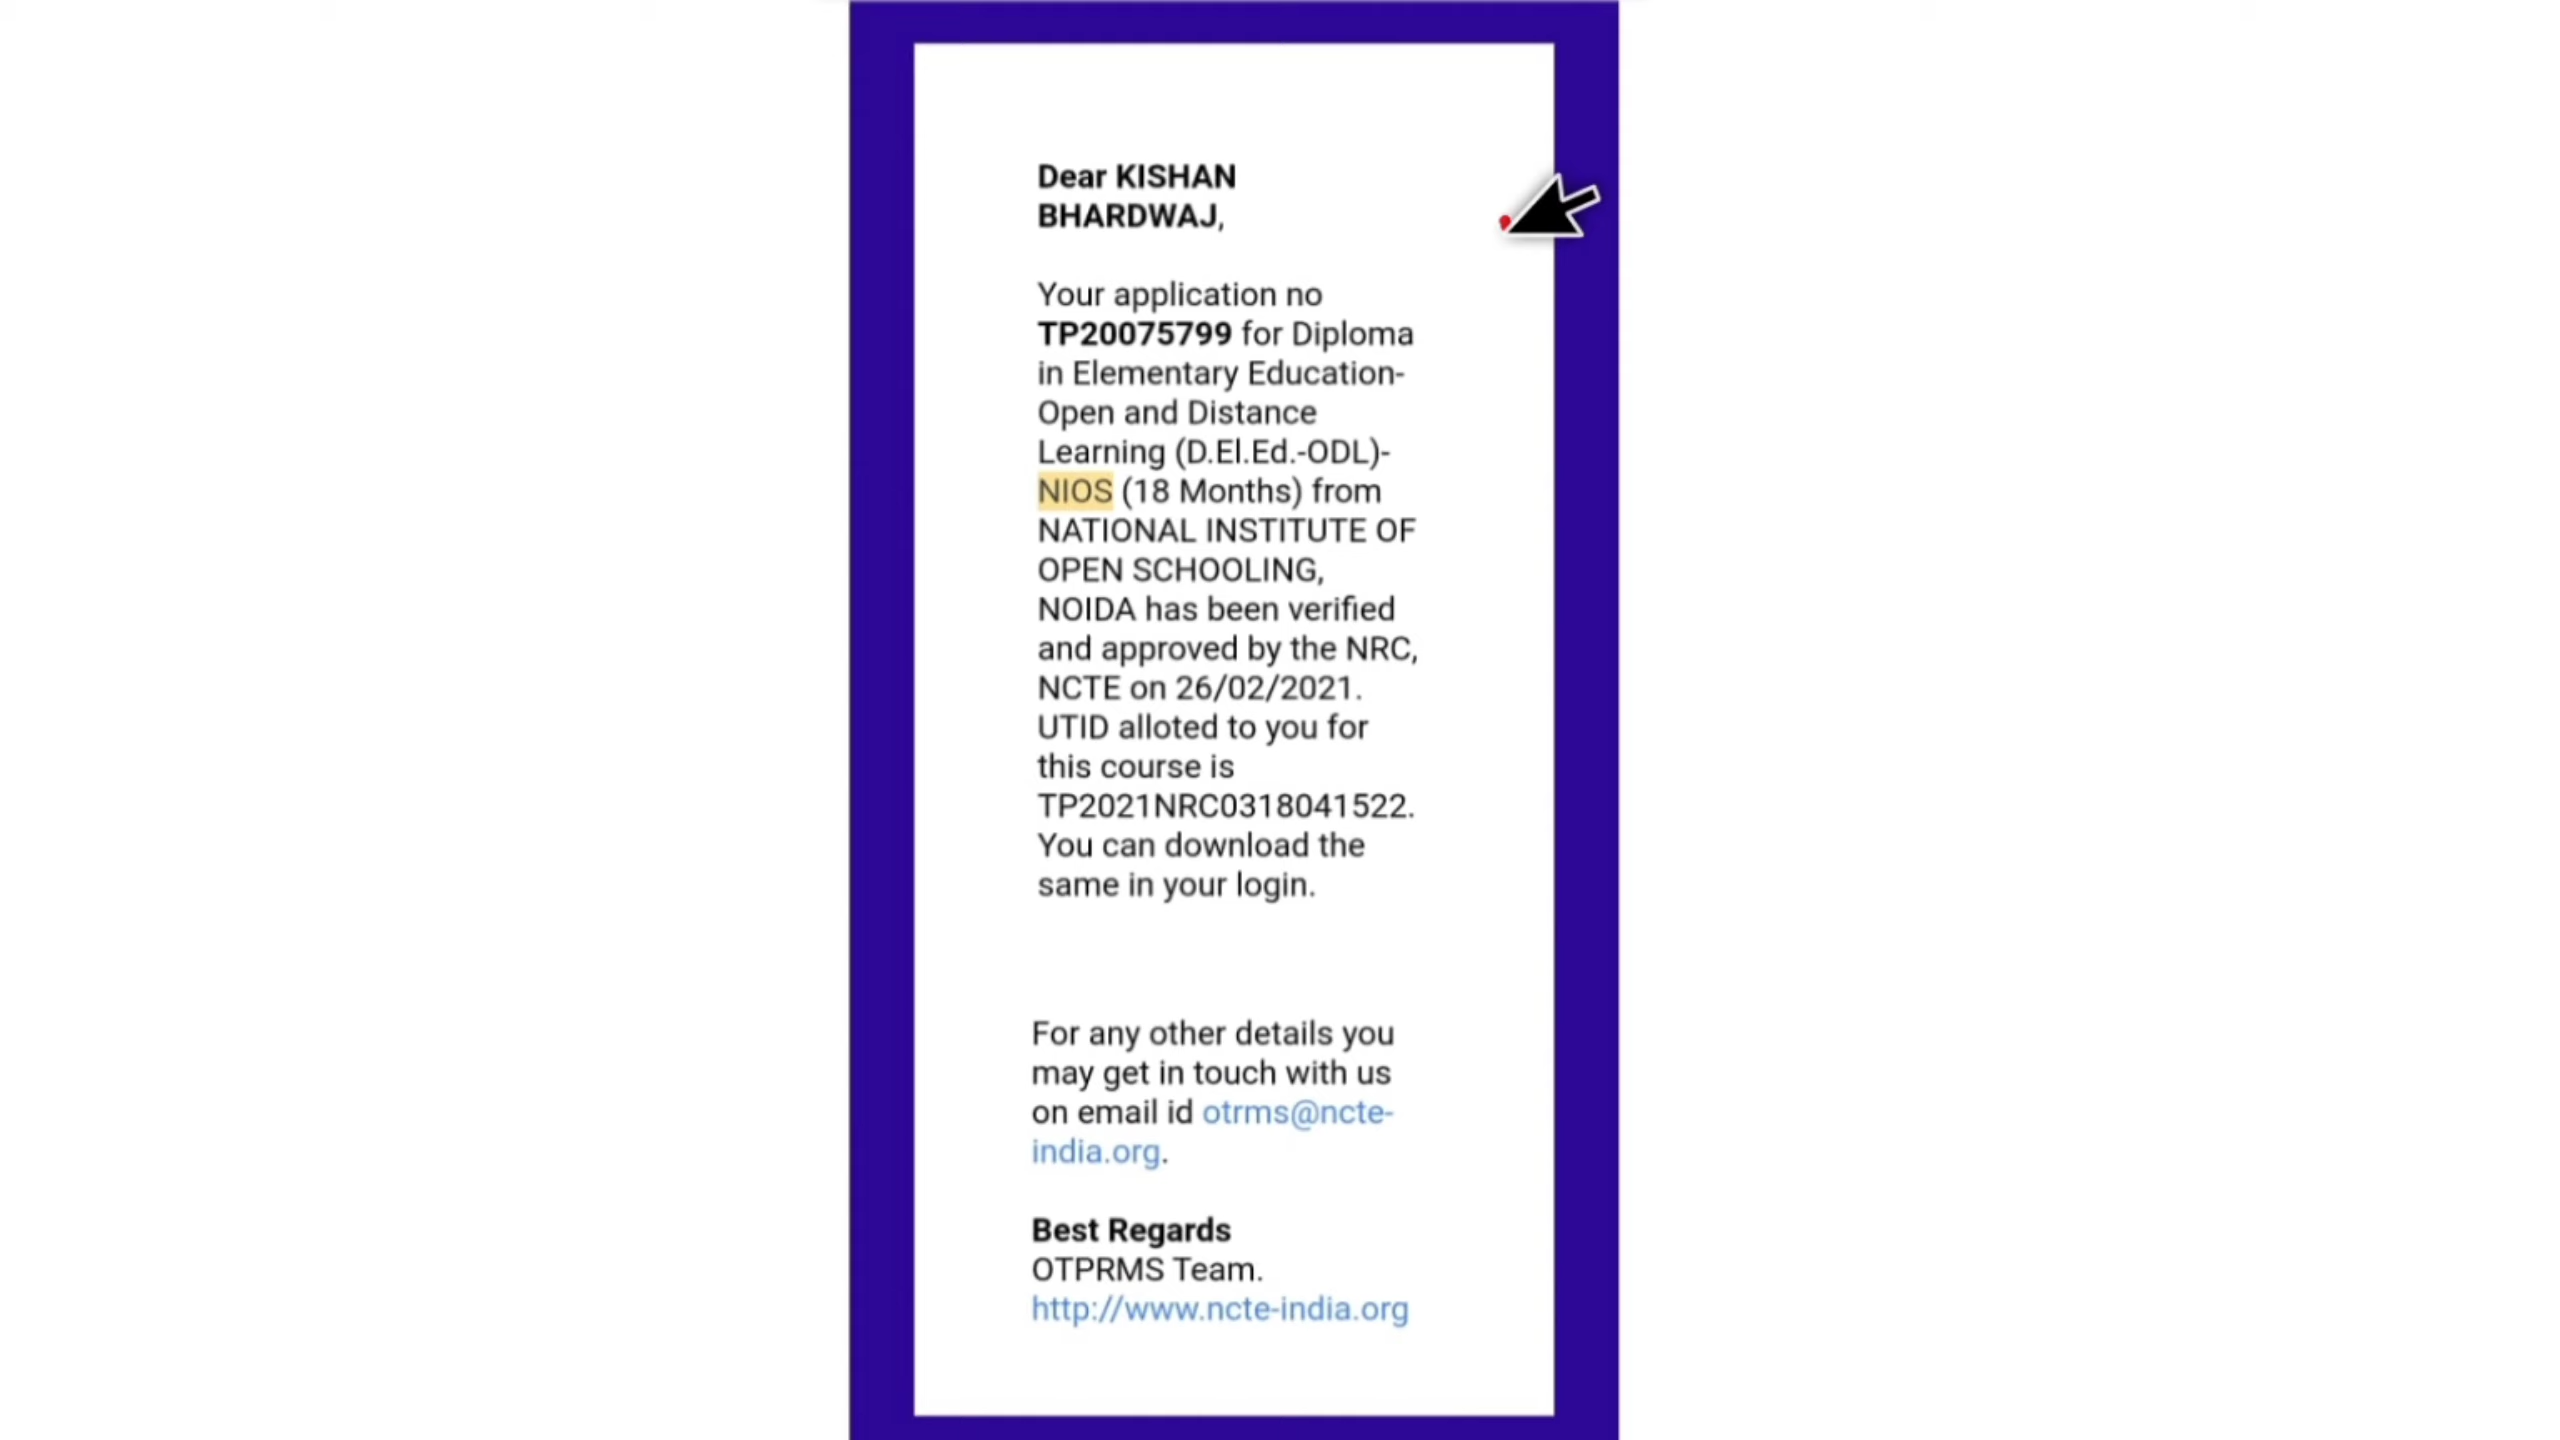 Dear KISHAN
BHARDWAJ,
Your application no
TP20075799 for Diploma
in Elementary Education-
Open and Distance
Learning (D.El.Ed.-ODL)-
NIOS (18 Months) from
NATIONAL INSTITUTE OF
OPEN SCHOOLING,
NOIDA has been verified
and approved by the NRC,
NCTE on 26/02/2021.
UTID alloted to you for
this course is
TP2021NRC0318041522.
You can download the
same in your login.
For any other details you
may get in touch with us
on email id otrms@ncte-
india.org.
Best Regards
OTPRMS Team.
http://www.ncte-india.org